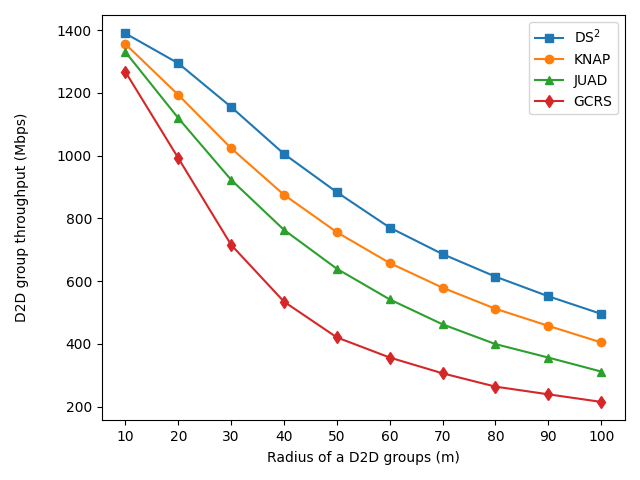 1400
1200
1000
800
600
400
200
D2D group throughput (Mbps)
DS²
KNAP
JUAD
GCRS
10 20 30 40 50 60 70 80 90 100
Radius of a D2D groups (m)